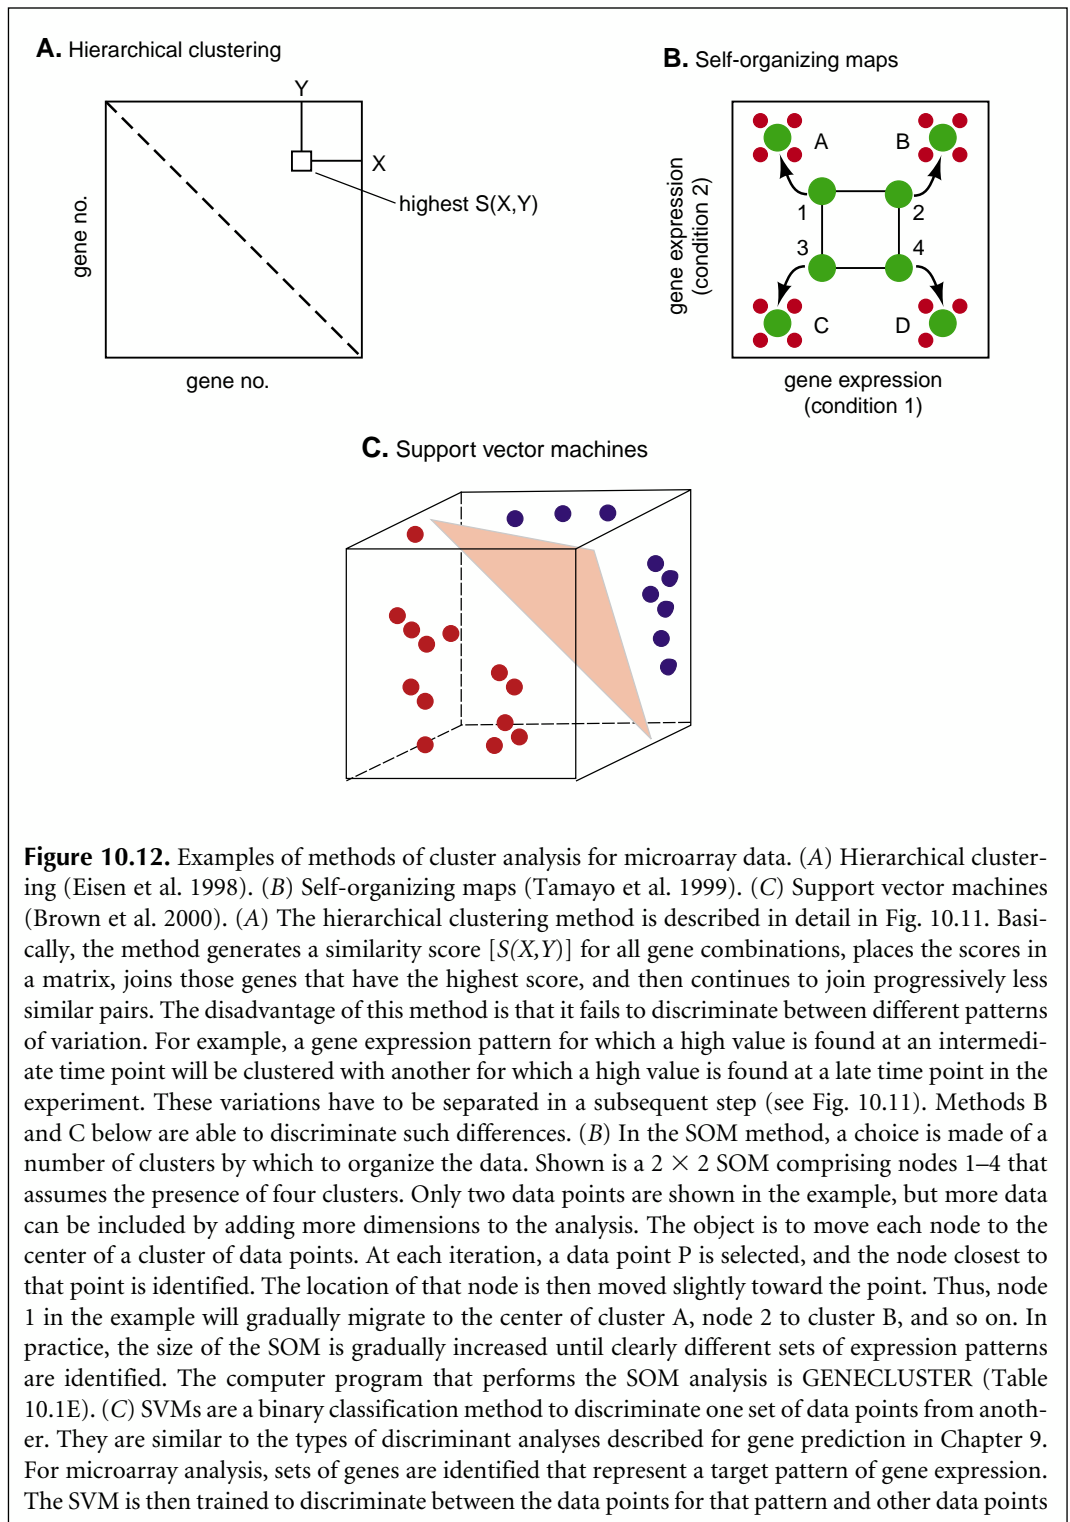 A. Hierarchical clustering
Y
X
highest S(X,Y)
gene no.
gene no.
B. Self-organizing maps
A
B
1
2
3
4
C
D
gene expression
(condition 2)
gene expression
(condition 1)
C. Support vector machines
Figure 10.12. Examples of methods of cluster analysis for microarray data. (A) Hierarchical cluster-
ing (Eisen et al. 1998). (B) Self-organizing maps (Tamayo et al. 1999). (C) Support vector machines
(Brown et al. 2000). (A) The hierarchical clustering method is described in detail in Fig. 10.11. Basi-
cally, the method generates a similarity score [S(X,Y)] for all gene combinations, places the scores in
a matrix, joins those genes that have the highest score, and then continues to join progressively less
similar pairs. The disadvantage of this method is that it fails to discriminate between different patterns
of variation. For example, a gene expression pattern for which a high value is found at an intermedi-
ate time point will be clustered with another for which a high value is found at a late time point in the
experiment. These variations have to be separated in a subsequent step (see Fig. 10.11). Methods B
and C below are able to discriminate such differences. (B) In the SOM method, a choice is made of a
number of clusters by which to organize the data. Shown is a 2 × 2 SOM comprising nodes 1–4 that
assumes the presence of four clusters. Only two data points are shown in the example, but more data
can be included by adding more dimensions to the analysis. The object is to move each node to the
center of a cluster of data points. At each iteration, a data point P is selected, and the node closest to
that point is identified. The location of that node is then moved slightly toward the point. Thus, node
1 in the example will gradually migrate to the center of cluster A, node 2 to cluster B, and so on. In
practice, the size of the SOM is gradually increased until clearly different sets of expression patterns
are identified. The computer program that performs the SOM analysis is GENECLUSTER (Table
10.1E). (C) SVMs are a binary classification method to discriminate one set of data points from anoth-
er. They are similar to the types of discriminant analyses described for gene prediction in Chapter 9.
For microarray analysis, sets of genes are identified that represent a target pattern of gene expression.
The SVM is then trained to discriminate between the data points for that pattern and other data points